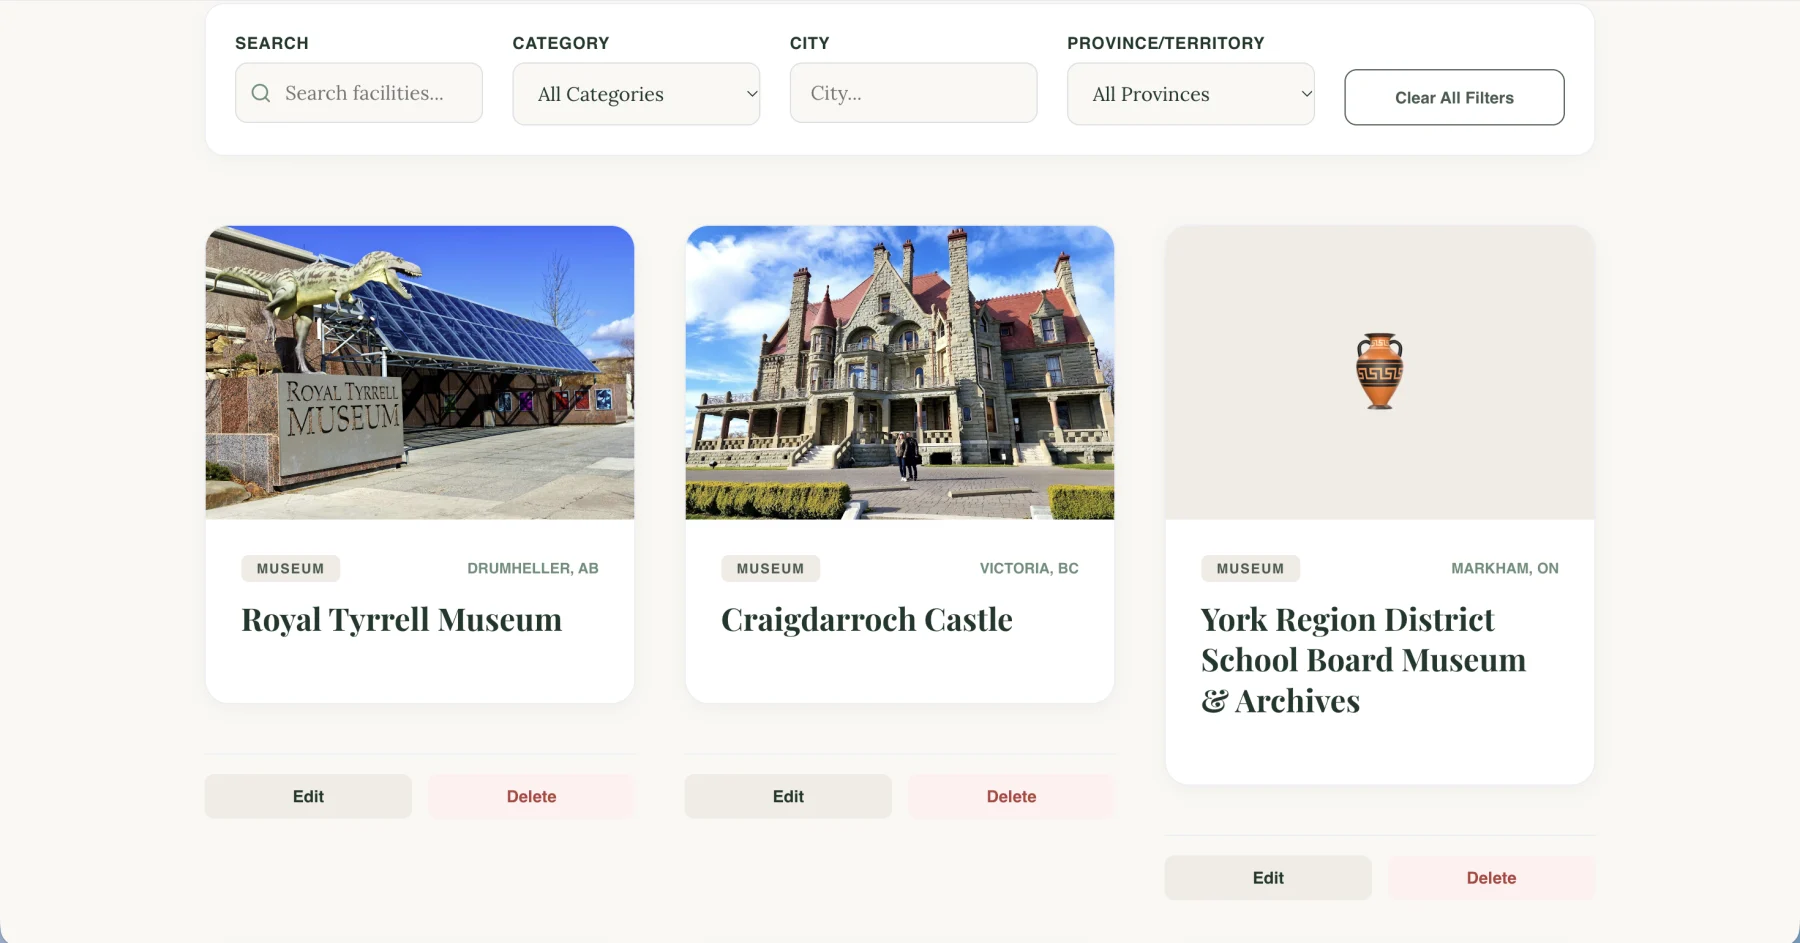 SEARCH
CATEGORY
CITY
PROVINCE/TERRITORY
Search facilities...
All Categories
City...
All Provinces
Clear All Filters
ROYAL TYRRELL
MUSEUM
MUSEUM
DRUMHELLER, AB
Royal Tyrrell Museum
Edit
Delete
MUSEUM
VICTORIA, BC
Craigdarroch Castle
Edit
Delete
MUSEUM
MARKHAM, ON
York Region District
School Board Museum
& Archives
Edit
Delete